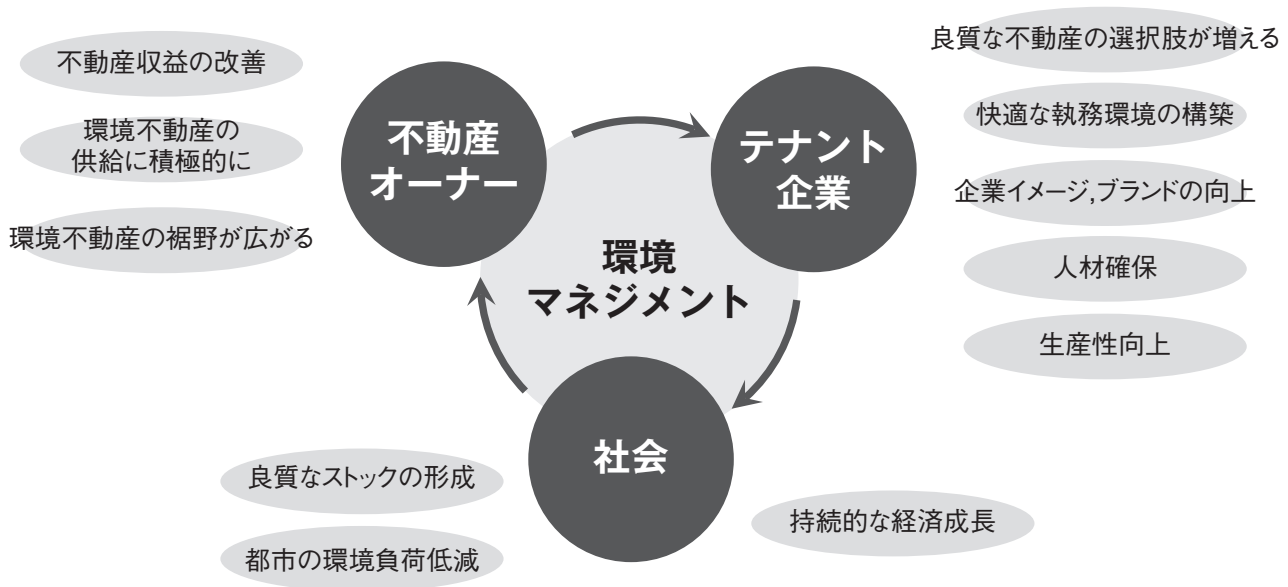 不動産収益の改善
環境不動産の
供給に積極的に
環境不動産の裾野が広がる
不動産
オーナー
テナント
企業
良質な不動産の選択肢が増える
快適な執務環境の構築
企業イメージ,ブランドの向上
人材確保
生産性向上
環境
マネジメント
社会
良質なストックの形成
都市の環境負荷低減
持続的な経済成長